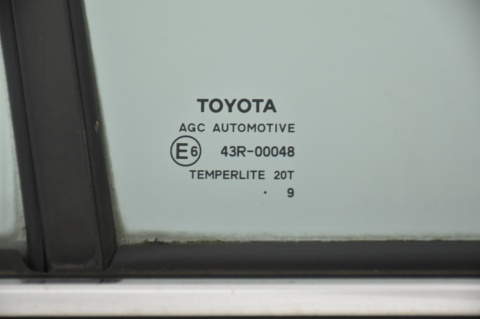 TOYOTA
AGC AUTOMOTIVE
E6 43R-00048
TEMPERLITE 20T
. 9